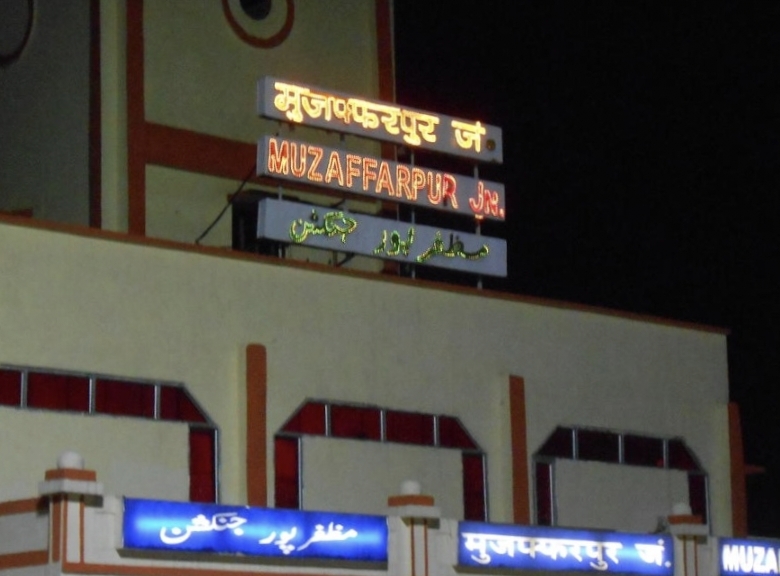 मुजफ्फरपुर जं.
MUZAFFARPUR JN.
مظفر پور جنکشن
مظفر پور جنکشن
मुजफ्फरपुर जं.
MUZA